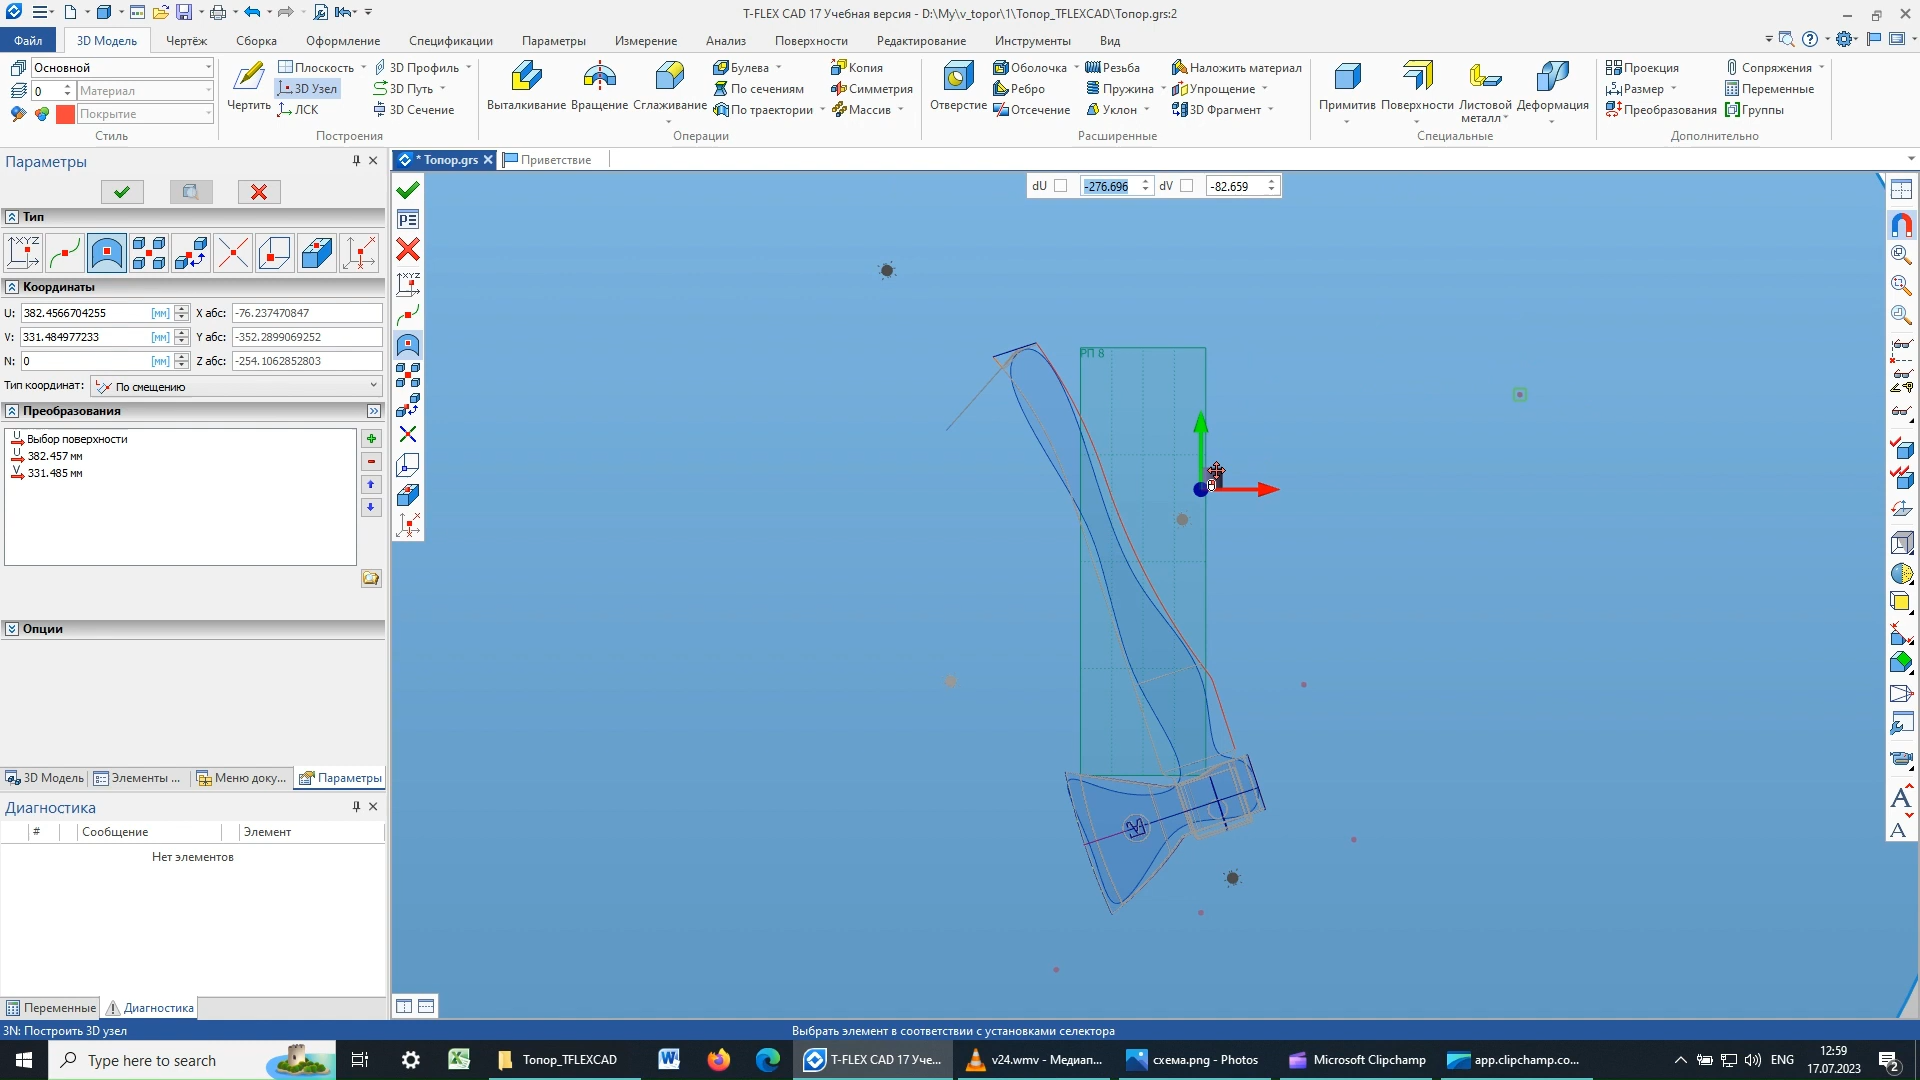 T-FLEX CAD 17 Учебная версия - D:\My\v_topor\1\Топор_TFLEXCAD\Топор.grs:2
Файл
3D Модель
Чертёж
Сборка
Оформление
Спецификации
Параметры
Измерение
Анализ
Поверхности
Редактирование
Инструменты
Вид
Основной
0
Материал
Покрытие
Стиль
Чертить
Плоскость
3D Узел
ЛСК
3D Профиль
3D Путь
3D Сечение
Построения
Выталкивание
Вращение
Сглаживание
Булева
По сечениям
По траектории
Копия
Симметрия
Массив
Операции
Отверстие
Оболочка
Ребро
Отсечение
Резьба
Пружина
Уклон
Наложить материал
Упрощение
3D Фрагмент
Расширенные
Примитив
Поверхности
Листовой
металл
Деформация
Специальные
Проекция
Размер
Преобразования
Сопряжения
Переменные
Группы
Дополнительно
Параметры
* Топор.grs
Приветствие
dU
-276.696
dV
-82.659
Тип
Координаты
U: 382.4566704255 [мм] X абс: -76.237470847
V: 331.484977233 [мм] Y абс: -352.2899069252
N: 0 [мм] Z абс: -254.1062852803
Тип координат: По смещению
Преобразования
Выбор поверхности
382.457 мм
331.485 мм
Опции
РП 8
А
3D Модель
Элементы ...
Меню доку...
Параметры
Диагностика
# Сообщение Элемент
Нет элементов
Переменные
Диагностика
3N: Построить 3D узел
Выбрать элемент в соответствии с установками селектора
Type here to search
Топор_TFLEXCAD
T-FLEX CAD 17 Уче...
v24.wmv - Медиап...
схема.png - Photos
Microsoft Clipchamp
app.clipchamp.co...
ENG
12:59
17.07.2023
2